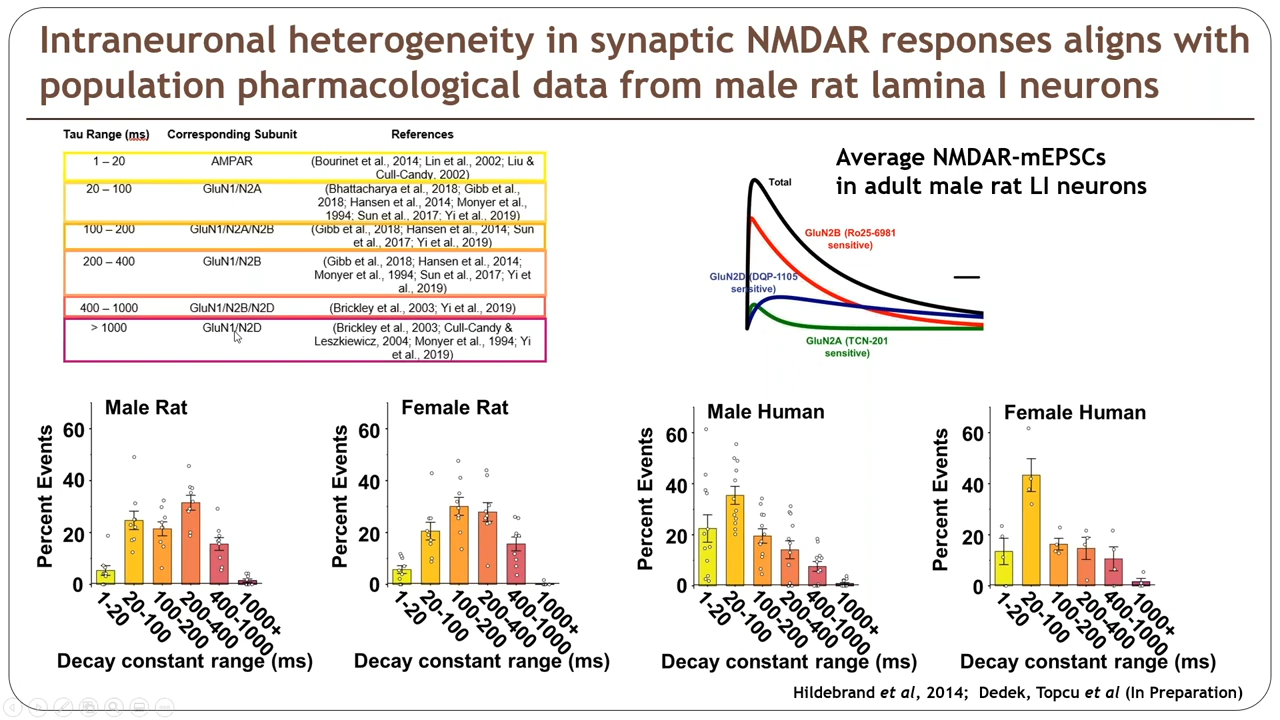 Intraneuronal heterogeneity in synaptic NMDAR responses aligns with
population pharmacological data from male rat lamina I neurons
Tau Range (ms) Corresponding Subunit References
1 – 20 AMPAR (Bourinet et al., 2014; Lin et al., 2002; Liu &
Cull-Candy, 2002)
20 – 100 GluN1/N2A (Bhattacharya et al., 2018; Gibb et al.,
2018; Hansen et al., 2014; Monyer et al.,
1994; Sun et al., 2017; Yi et al., 2019)
100 – 200 GluN1/N2A/N2B (Gibb et al., 2018; Hansen et al., 2014; Sun
et al., 2017; Yi et al., 2019)
200 – 400 GluN1/N2B (Gibb et al., 2018; Hansen et al., 2014;
Monyer et al., 1994; Sun et al., 2017; Yi et
al., 2019)
400 – 1000 GluN1/N2B/N2D (Brickley et al., 2003; Yi et al., 2019)
> 1000 GluN1/N2D (Brickley et al., 2003; Cull-Candy &
Leszkiewicz, 2004; Monyer et al., 1994; Yi
et al., 2019)
Average NMDAR-mEPSCs
in adult male rat LI neurons
Total
GluN2B (Ro25-6981
sensitive)
GluN2D (DQP-1105
sensitive)
GluN2A (TCN-201
sensitive)
Male Rat
Percent Events
60
40
20
0
1-20
20-100
100-200
200-400
400-1000
1000+
Decay constant range (ms)
Female Rat
Percent Events
60
40
20
0
1-20
20-100
100-200
200-400
400-1000
1000+
Decay constant range (ms)
Male Human
Percent Events
60
40
20
0
1-20
20-100
100-200
200-400
400-1000
1000+
Decay constant range (ms)
Female Human
Percent Events
60
40
20
0
1-20
20-100
100-200
200-400
400-1000
1000+
Decay constant range (ms)
Hildebrand et al, 2014; Dedek, Topcu et al (In Preparation)